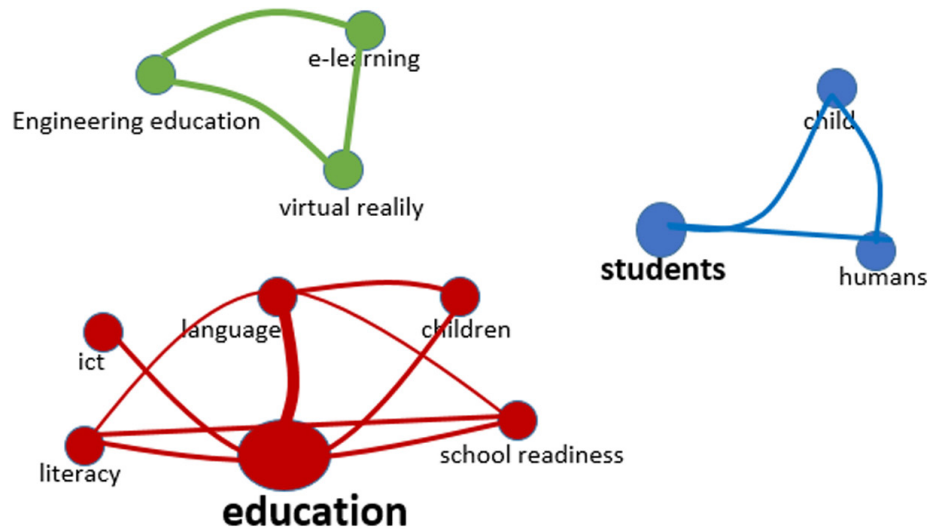 e-learning
Engineering education
virtual realily
child
students
humans
language
children
ict
literacy
school readiness
education